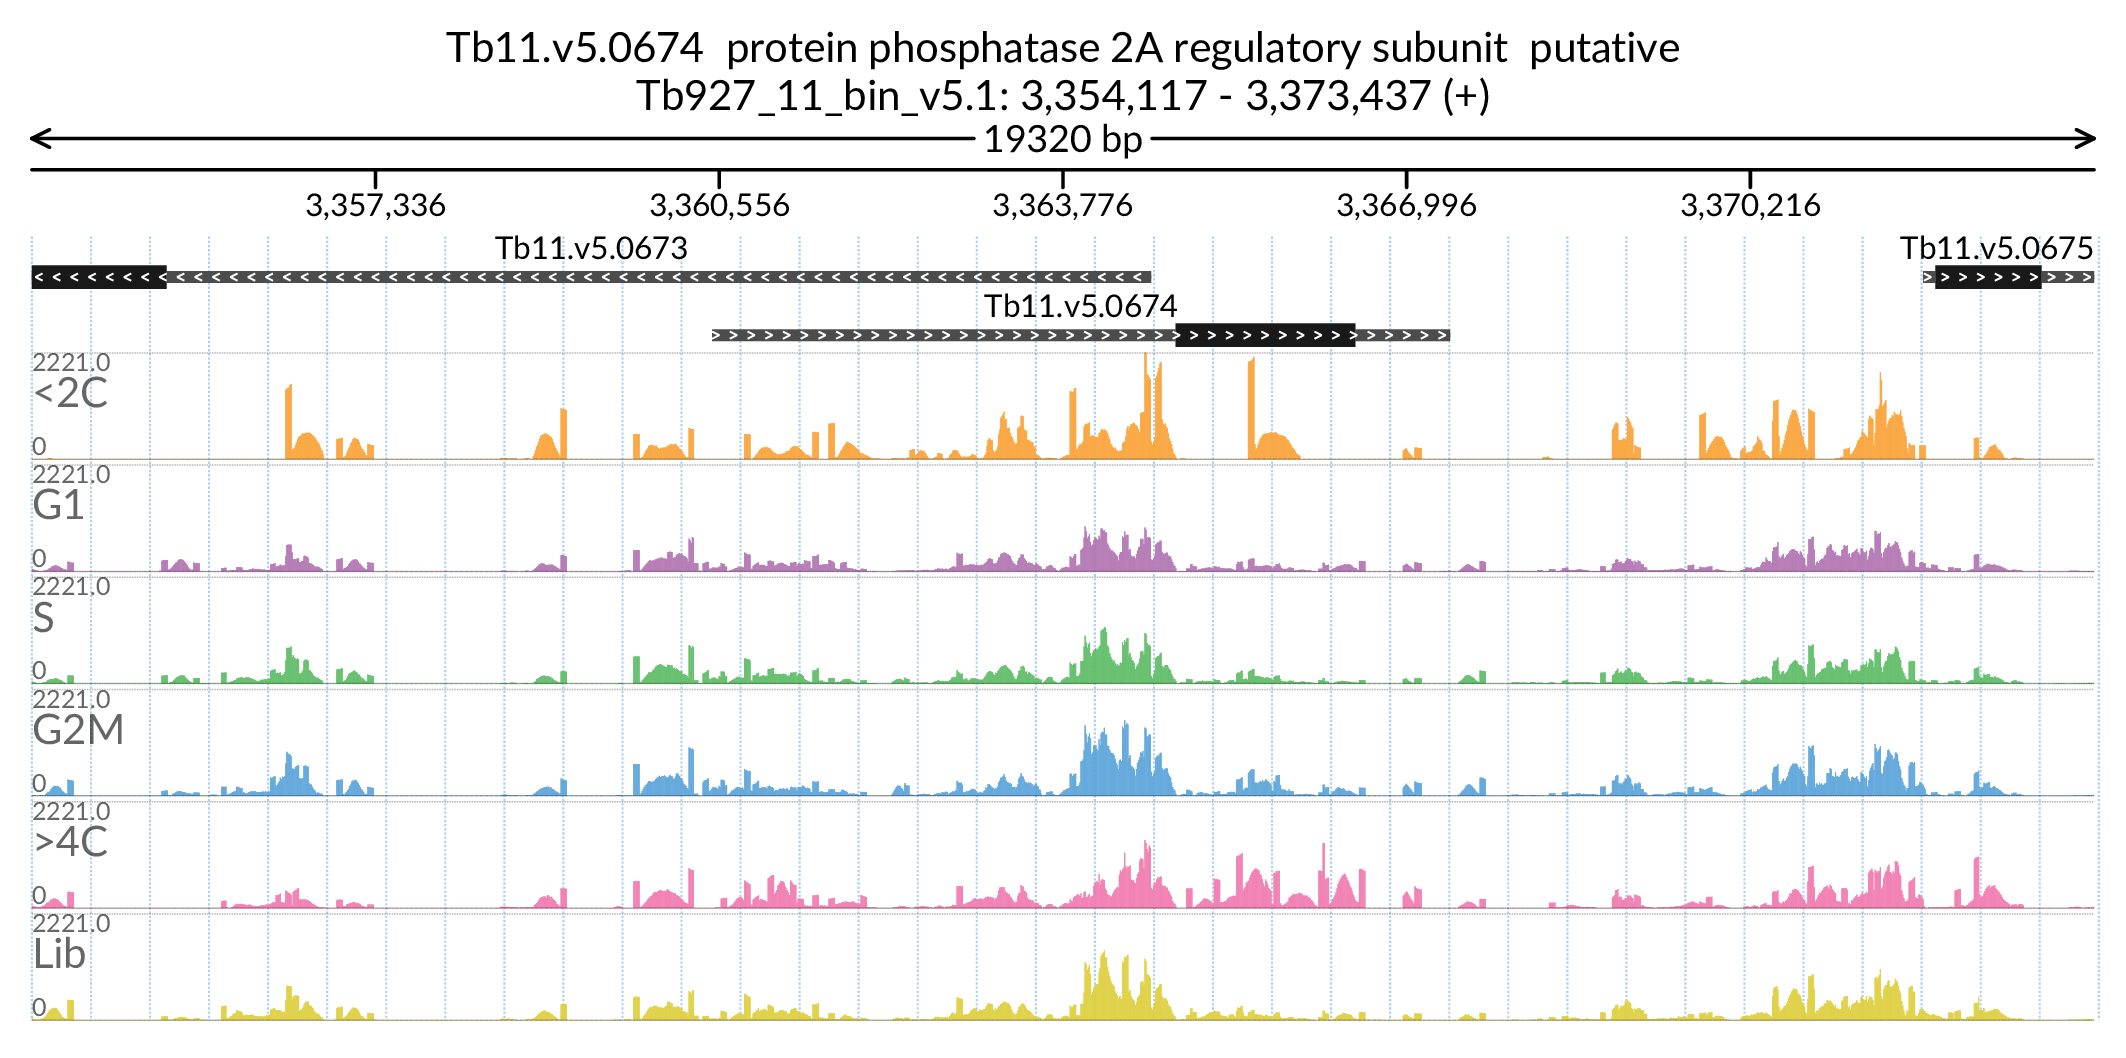 Tb11.v5.0674 protein phosphatase 2A regulatory subunit putative
Tb927_11_bin_v5.1: 3,354,117 - 3,373,437 (+)
19320 bp
3,357,336 3,360,556 3,363,776 3,366,996 3,370,216
Tb11.v5.0673 Tb11.v5.0675
Tb11.v5.0674
2221.0
<2C
0
2221.0
G1
0
2221.0
S
0
2221.0
G2M
0
2221.0
>4C
0
2221.0
Lib
0